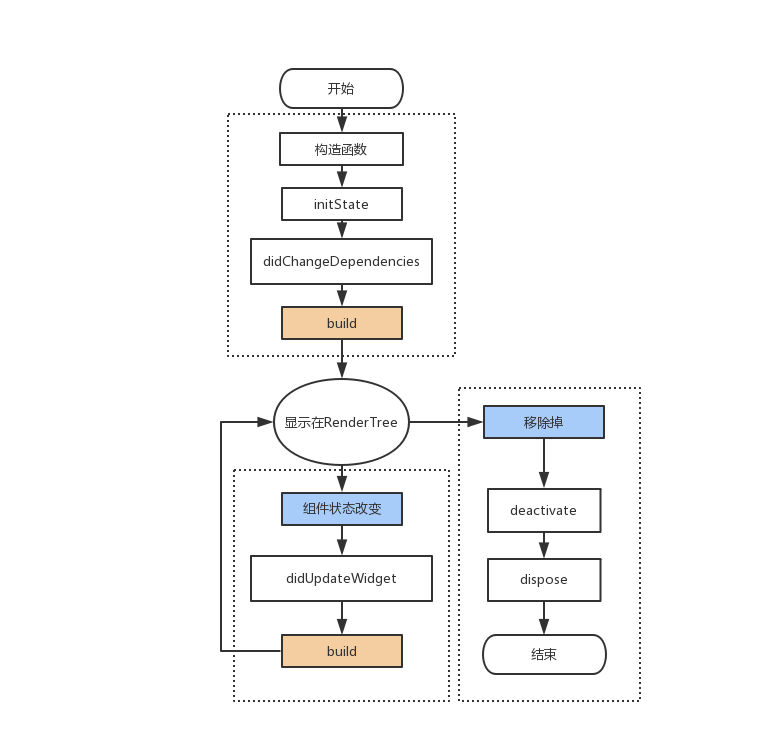 开始
构造函数
initState
didChangeDependencies
build
显示在RenderTree
移除掉
组件状态改变
deactivate
didUpdateWidget
dispose
build
结束